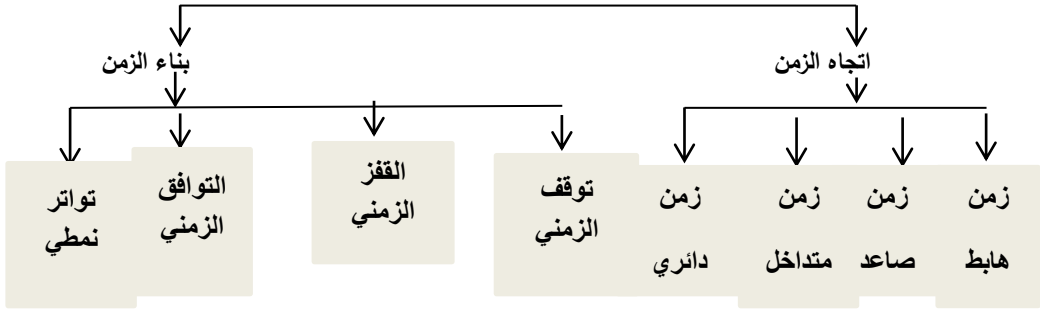 اتجاه الزمن
بناء الزمن
زمن
هابط
زمن
صاعد
زمن
متداخل
زمن
دائري
توقف
الزمني
القفز
الزمني
التوافق
الزمني
تواتر
نمطي